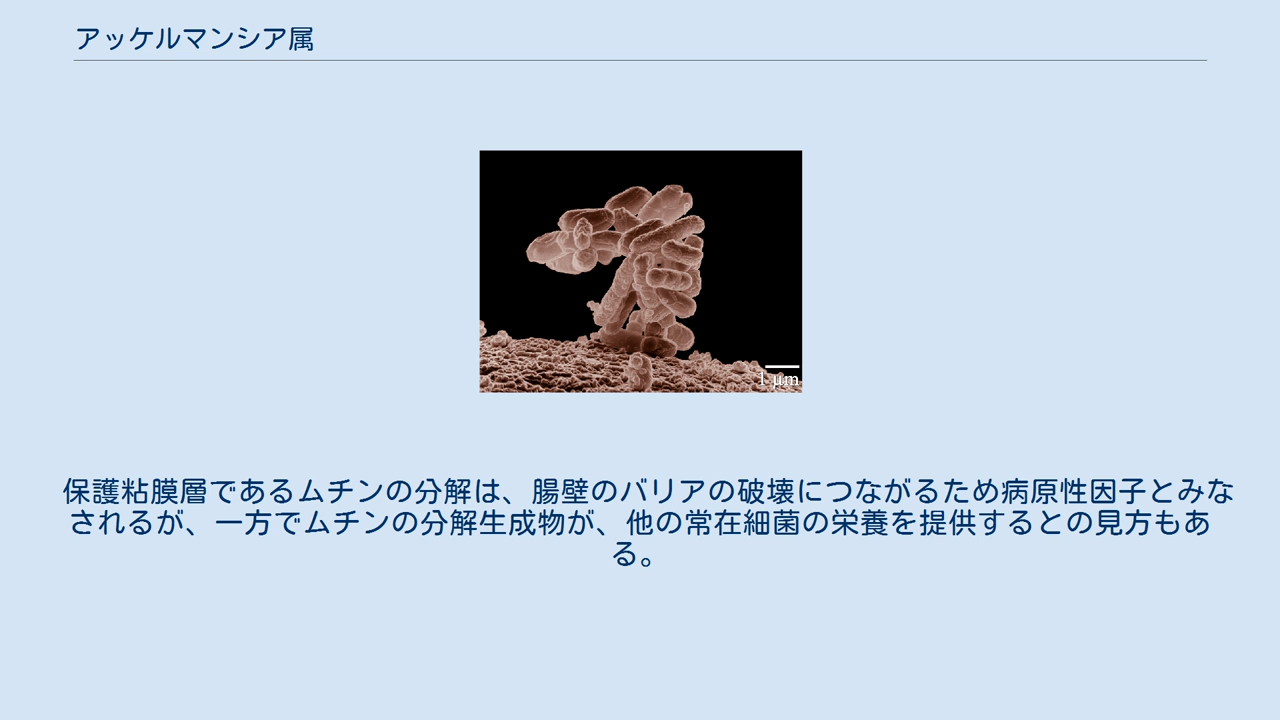 アッケルマンシア属
1 μm
保護粘膜層であるムチンの分解は、腸壁のバリアの破壊につながるため病原性因子とみな
されるが、一方でムチンの分解生成物が、他の常在細菌の栄養を提供するとの見方もあ
る。